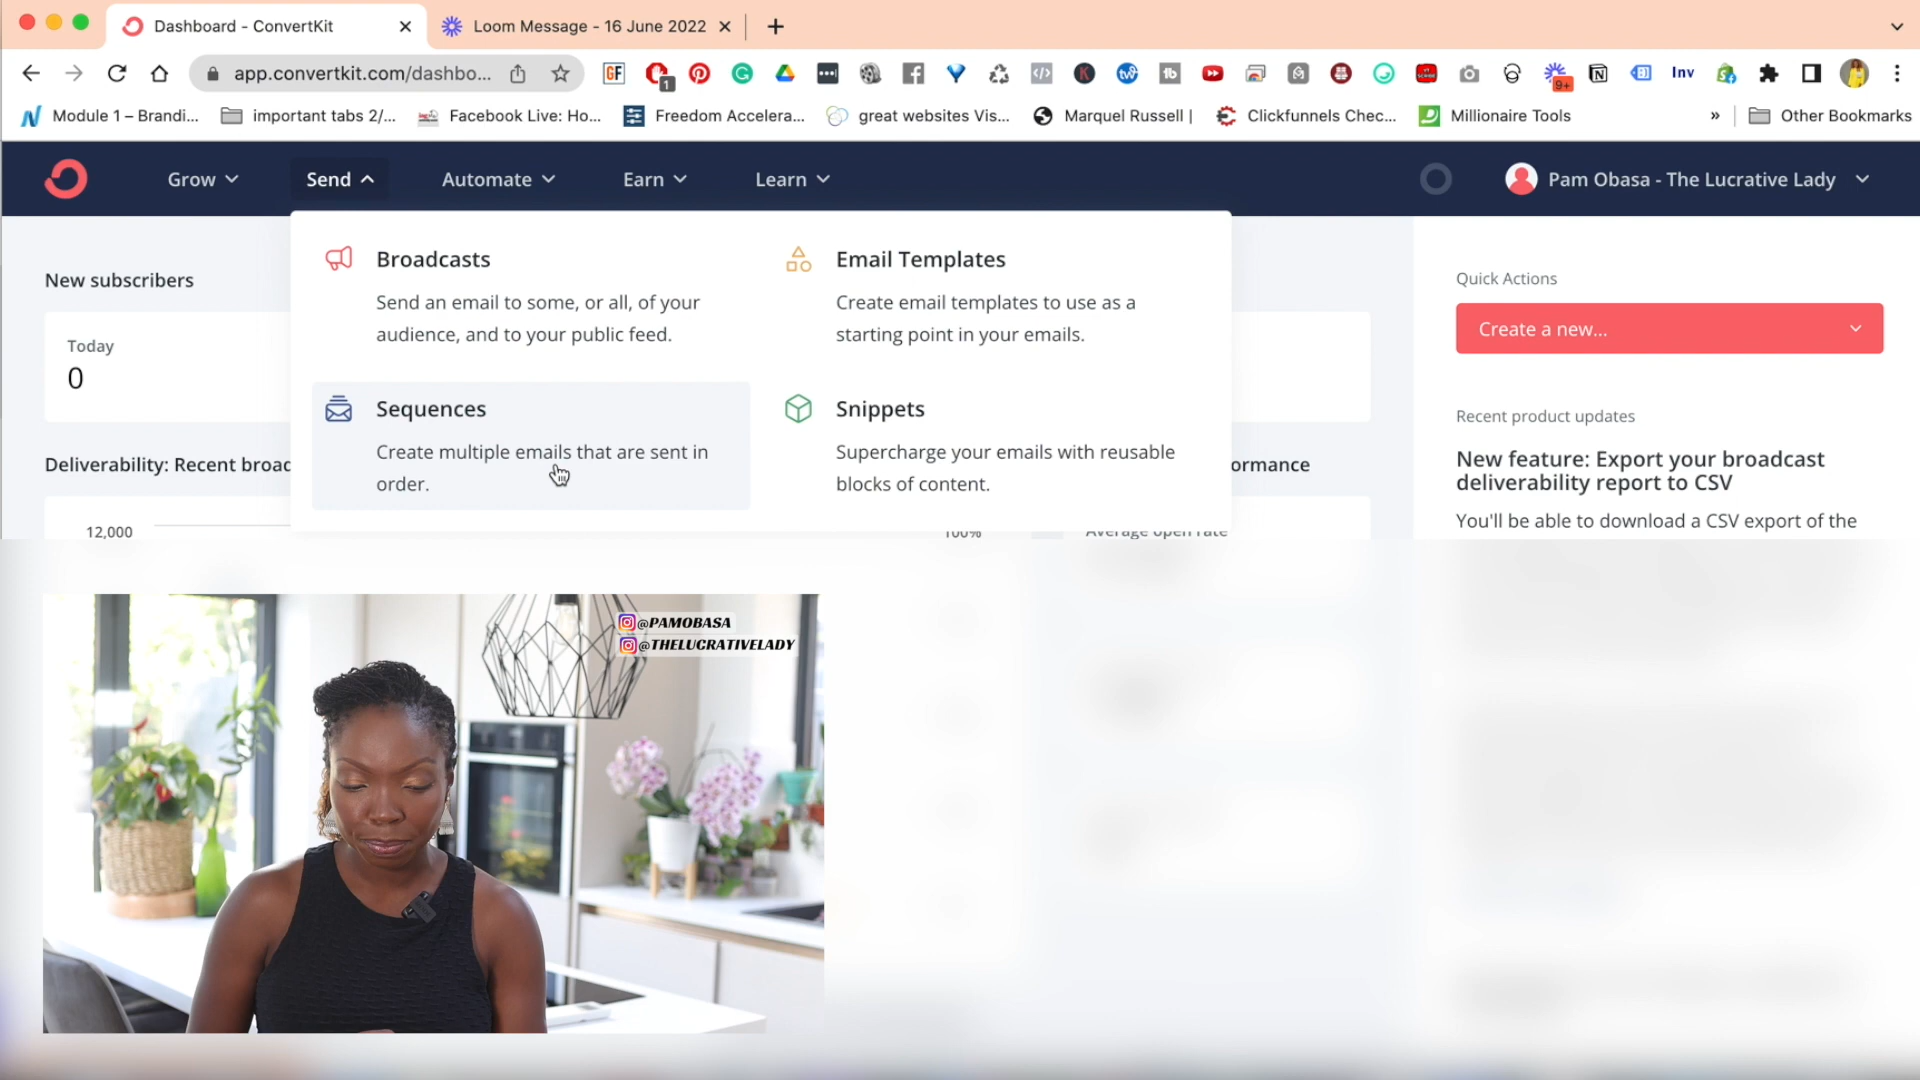 Dashboard - ConvertKit
Loom Message - 16 June 2022
app.convertkit.com/dashbo...
GF
1
9+
Inv
Module 1 – Brandi...
important tabs 2/...
Facebook Live: Ho...
Freedom Accelera...
great websites Vis...
Marquel Russell |
Clickfunnels Chec...
Millionaire Tools
»
Other Bookmarks
Grow
Send
Automate
Earn
Learn
Pam Obasa - The Lucrative Lady
New subscribers
Today
0
Deliverability: Recent broad
12,000
Broadcasts
Send an email to some, or all, of your
audience, and to your public feed.
Email Templates
Create email templates to use as a
starting point in your emails.
Sequences
Create multiple emails that are sent in
order.
Snippets
Supercharge your emails with reusable
blocks of content.
ormance
100%
Average open rate
Quick Actions
Create a new...
Recent product updates
New feature: Export your broadcast
deliverability report to CSV
You'll be able to download a CSV export of the
@PAMOBASA
@THELUCRATIVELADY